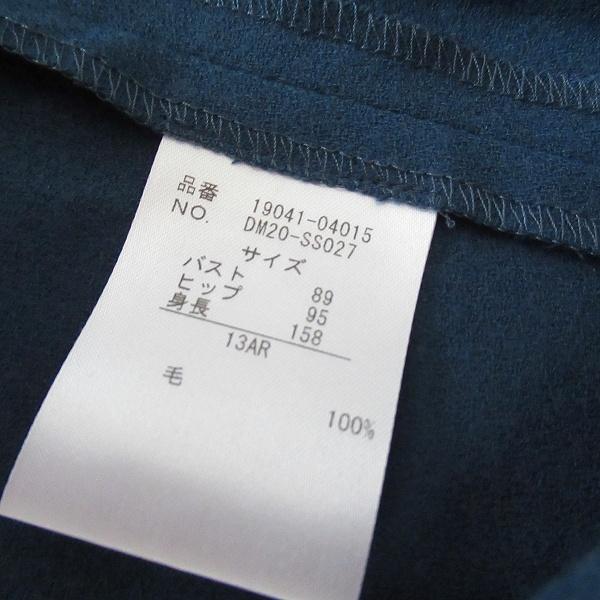 品番 19041-04015
NO. DM20-SS027
サイズ
バスト 89
ヒップ 95
身長 158
13AR
毛 100%